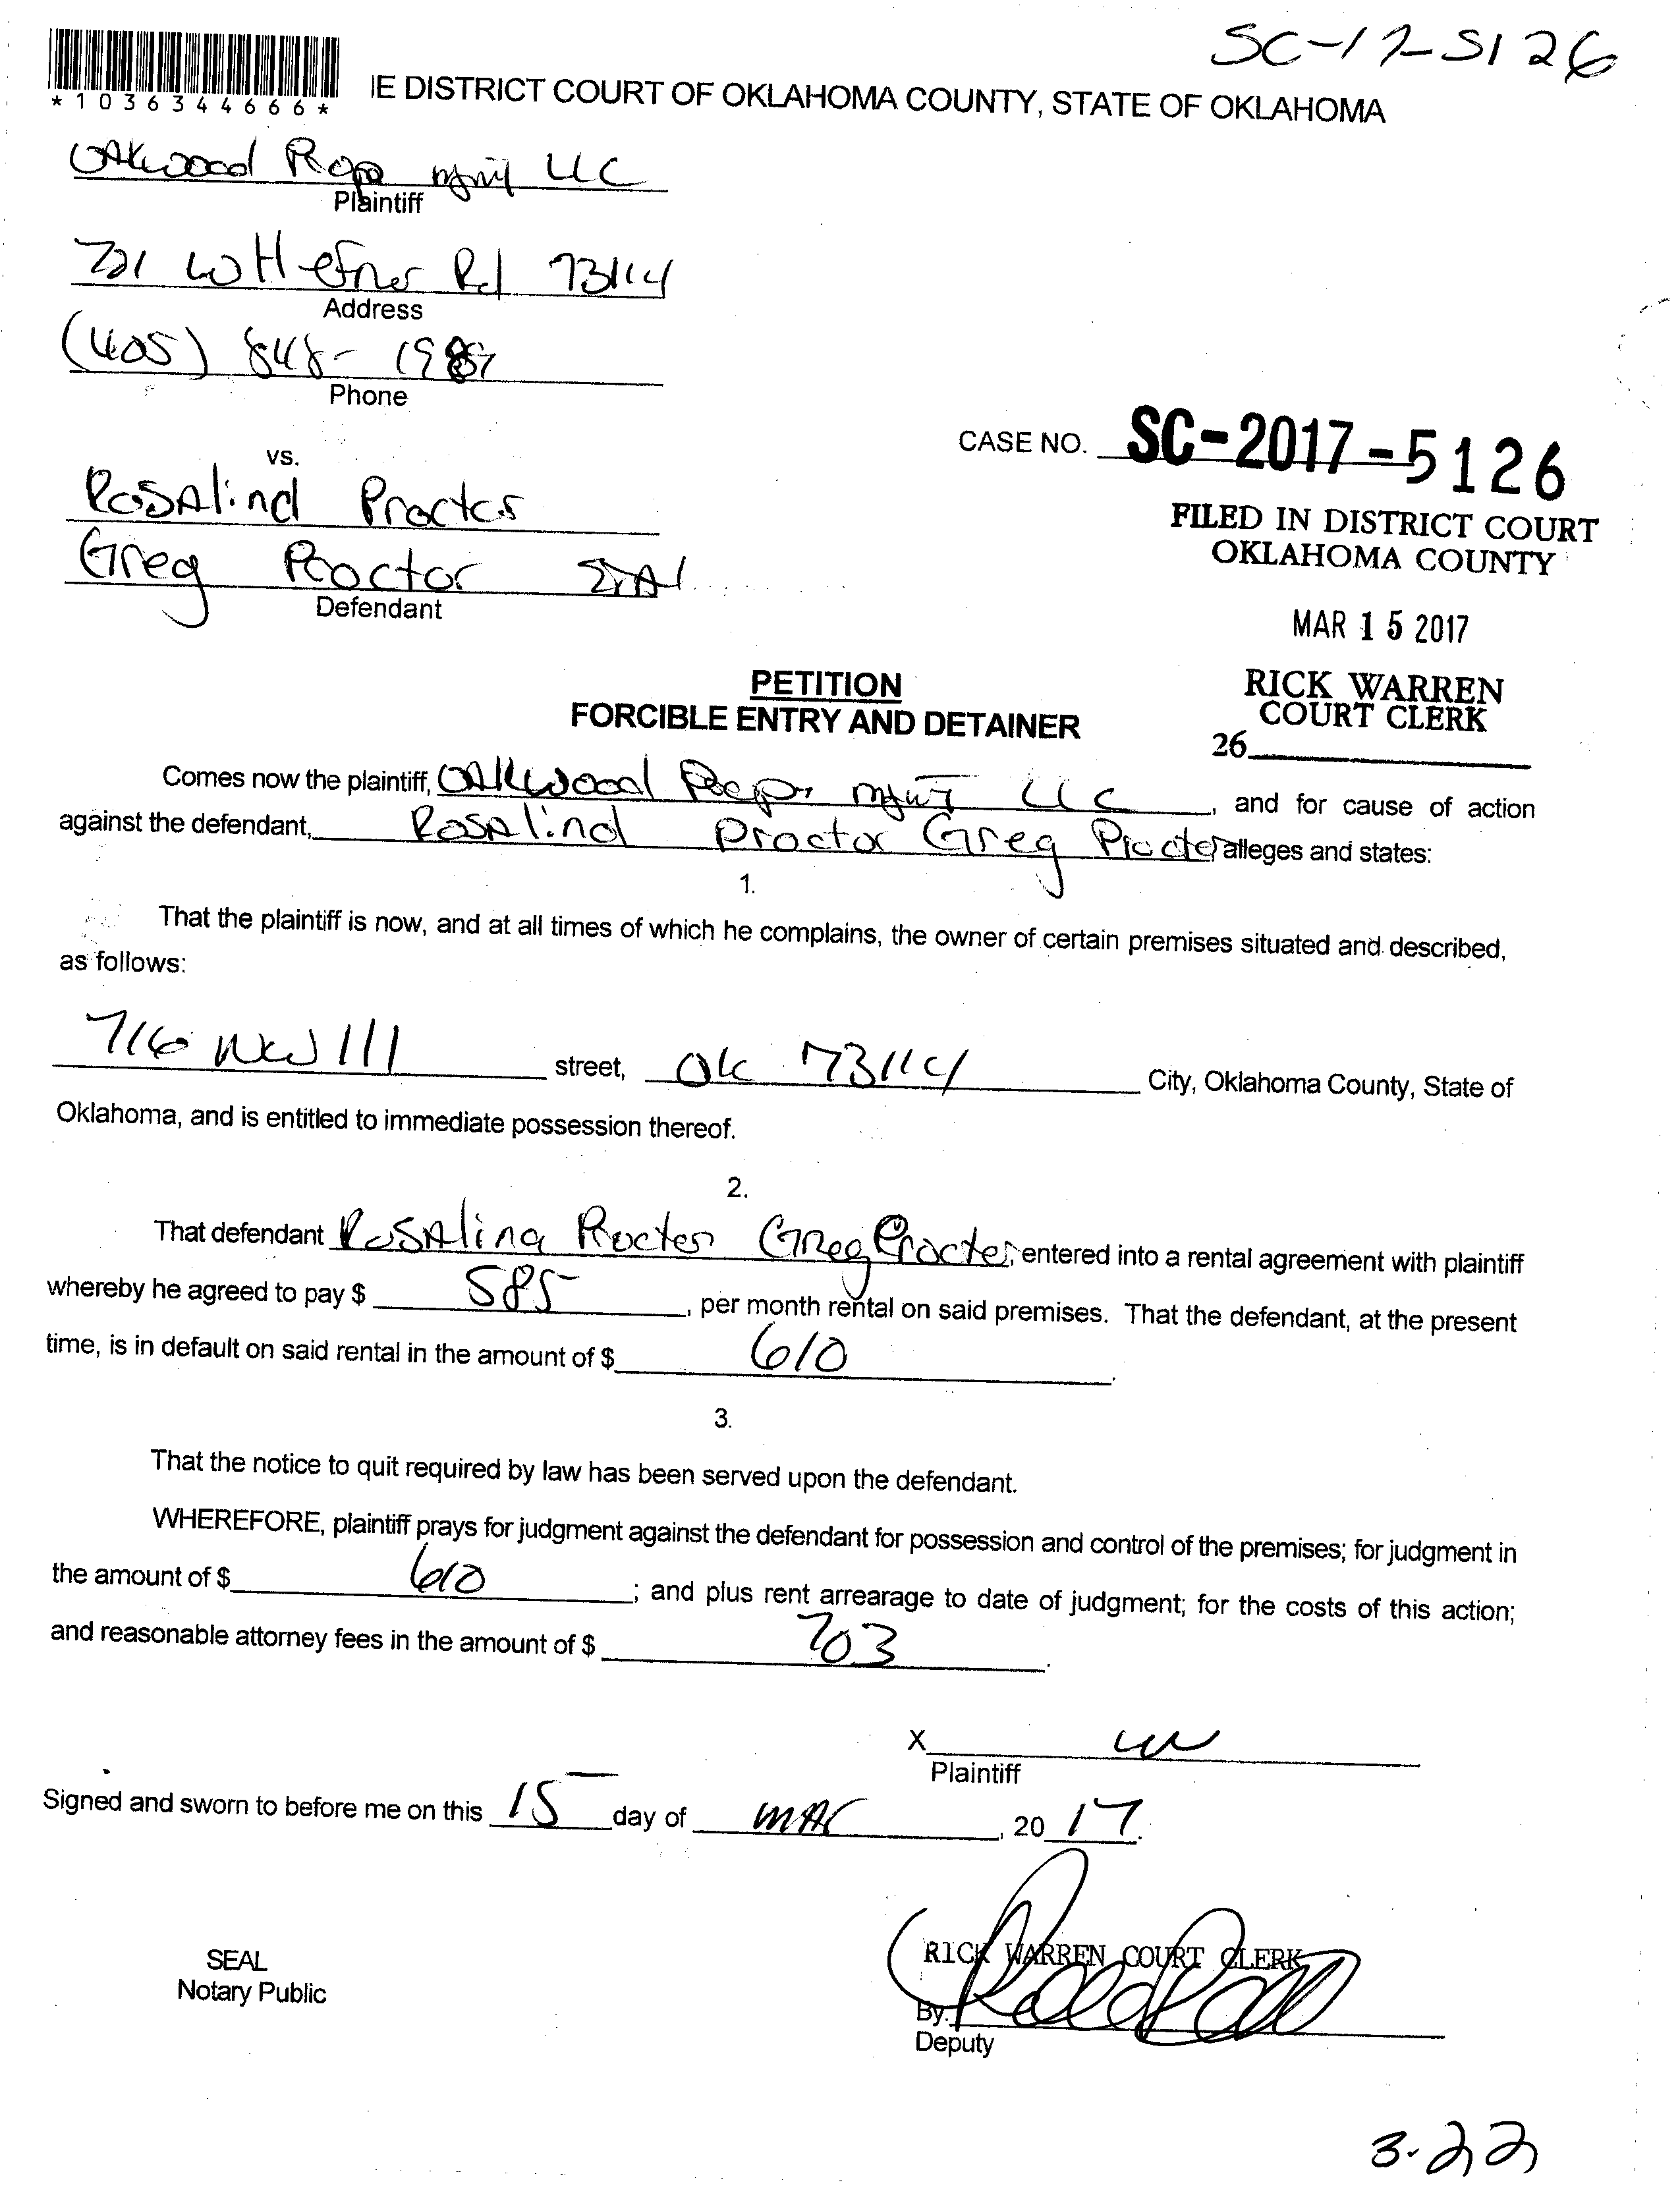 SC-17-5126
*1036344666*
IE DISTRICT COURT OF OKLAHOMA COUNTY, STATE OF OKLAHOMA
OAkwood Prop mgmt LLC
Plaintiff
721 W Hefner Rd 73114
Address
(405) 848-
Phone
CASE NO. SC-2017-5126
vs.
RosAlind Proctor
FILED IN DISTRICT COURT
OKLAHOMA COUNTY
Greg Proctor
Defendant
MAR 15 2017
PETITION
FORCIBLE ENTRY AND DETAINER
RICK WARREN
COURT CLERK
26
Comes now the plaintiff, OAkwood Prop. mgmt LLC, and for cause of action
against the defendant, RosAlind Proctor Greg Procter alleges and states:
1.
That the plaintiff is now, and at all times of which he complains, the owner of certain premises situated and described,
as follows:
716 NW 111 street, Ok 73114 City, Oklahoma County, State of
Oklahoma, and is entitled to immediate possession thereof.
2.
That defendant RosAlind Procter Greg Procter, entered into a rental agreement with plaintiff
whereby he agreed to pay $ 585, per month rental on said premises. That the defendant, at the present
time, is in default on said rental in the amount of $ 610.
3.
That the notice to quit required by law has been served upon the defendant.
WHEREFORE, plaintiff prays for judgment against the defendant for possession and control of the premises; for judgment in
the amount of $ 610; and plus rent arrearage to date of judgment; for the costs of this action;
and reasonable attorney fees in the amount of $ 203.
X
Plaintiff
Signed and sworn to before me on this 15 day of MAR, 20 17.
SEAL
Notary Public
RICK WARREN COURT CLERK
By.
Deputy
3-22